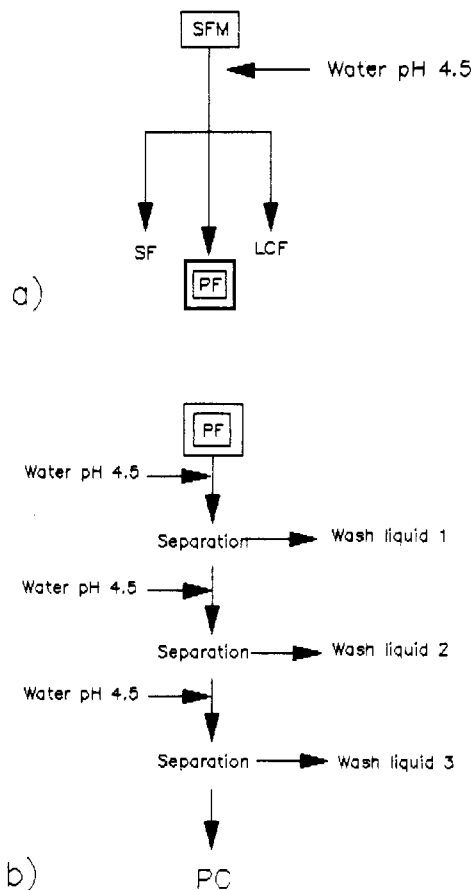 SFM
Water pH 4.5
SF
LCF
PF
a)
PF
Water pH 4.5
Separation
Wash liquid 1
Water pH 4.5
Separation
Wash liquid 2
Water pH 4.5
Separation
Wash liquid 3
b)
PC